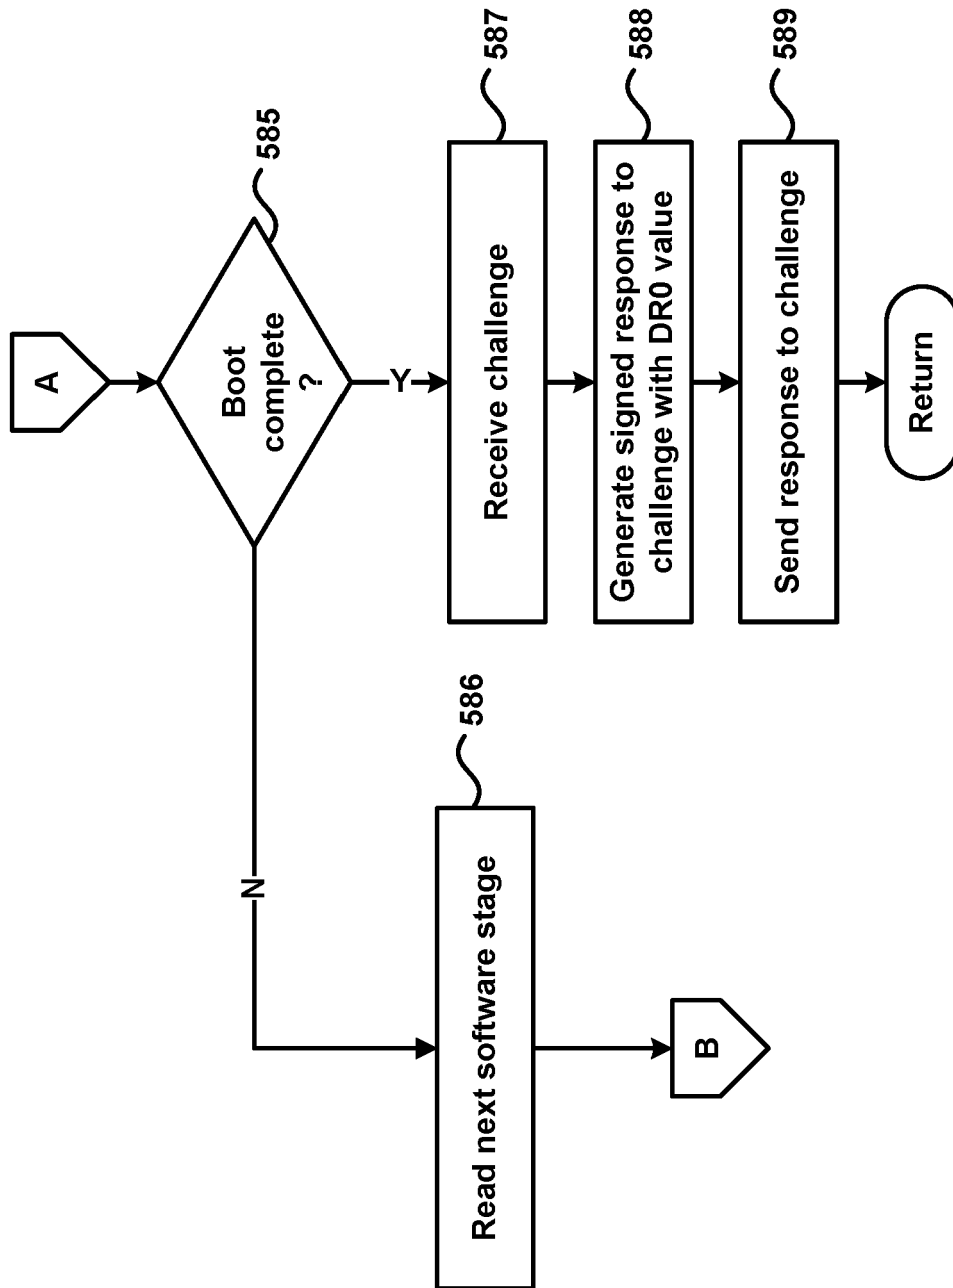 A
Boot
complete
?
585
N
Y
Read next software stage
586
B
Receive challenge
587
Generate signed response to
challenge with DR0 value
588
Send response to challenge
589
Return